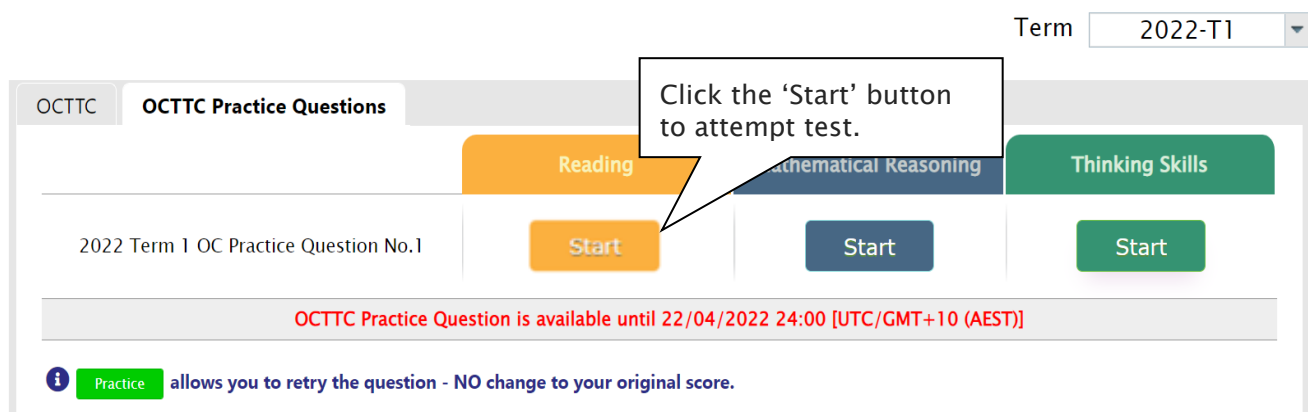 Term 2022-T1
OCTTC OCTTC Practice Questions
Click the ‘Start’ button
to attempt test.
Reading Mathematical Reasoning Thinking Skills
2022 Term 1 OC Practice Question No.1 Start Start Start
OCTTC Practice Question is available until 22/04/2022 24:00 [UTC/GMT+10 (AEST)]
i Practice allows you to retry the question - NO change to your original score.